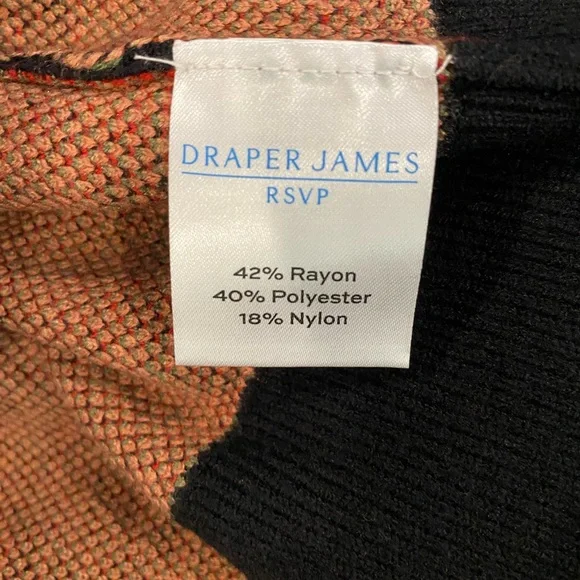 DRAPER JAMES
RSVP
42% Rayon
40% Polyester
18% Nylon